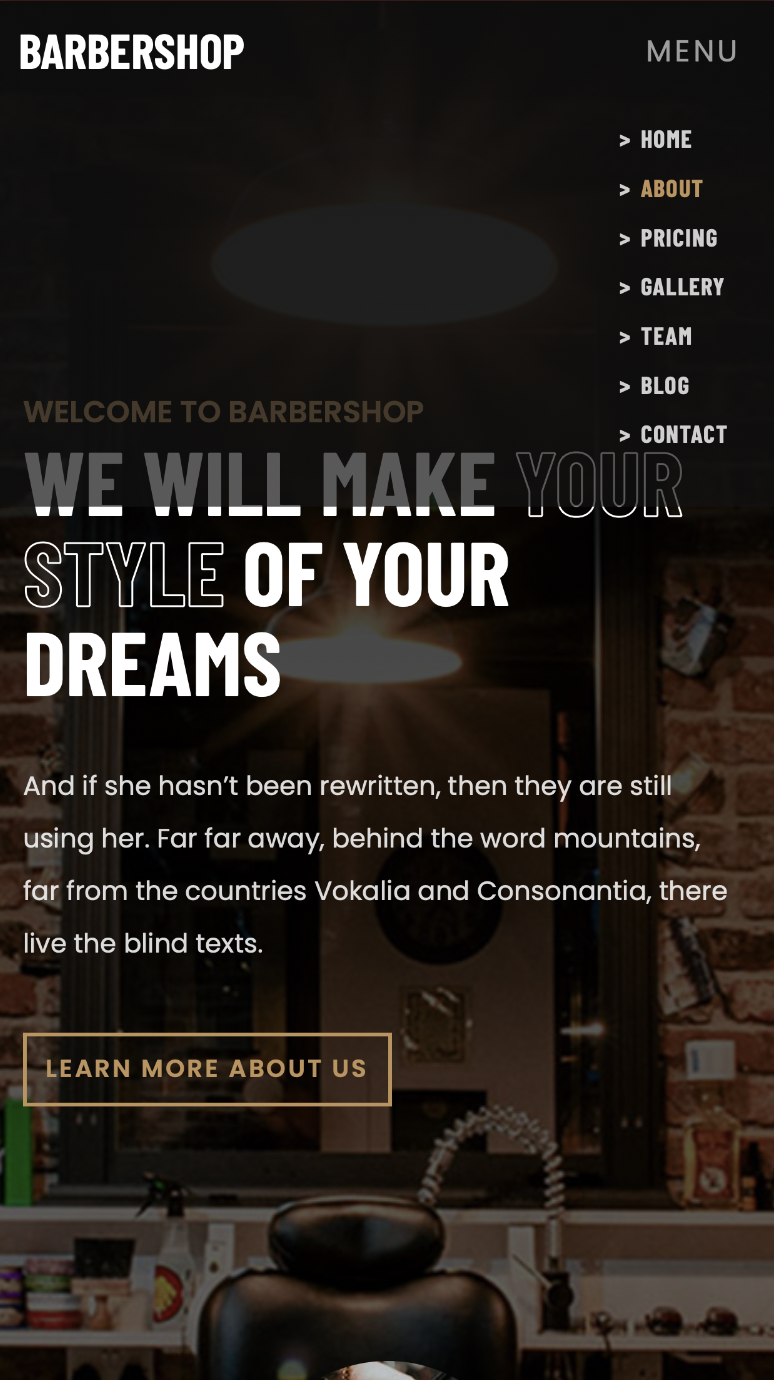 BARBERSHOP
MENU
> HOME
> ABOUT
> PRICING
> GALLERY
> TEAM
> BLOG
> CONTACT
WELCOME TO BARBERSHOP
WE WILL MAKE YOUR
STYLE OF YOUR
DREAMS
And if she hasn’t been rewritten, then they are still
using her. Far far away, behind the word mountains,
far from the countries Vokalia and Consonantia, there
live the blind texts.
LEARN MORE ABOUT US